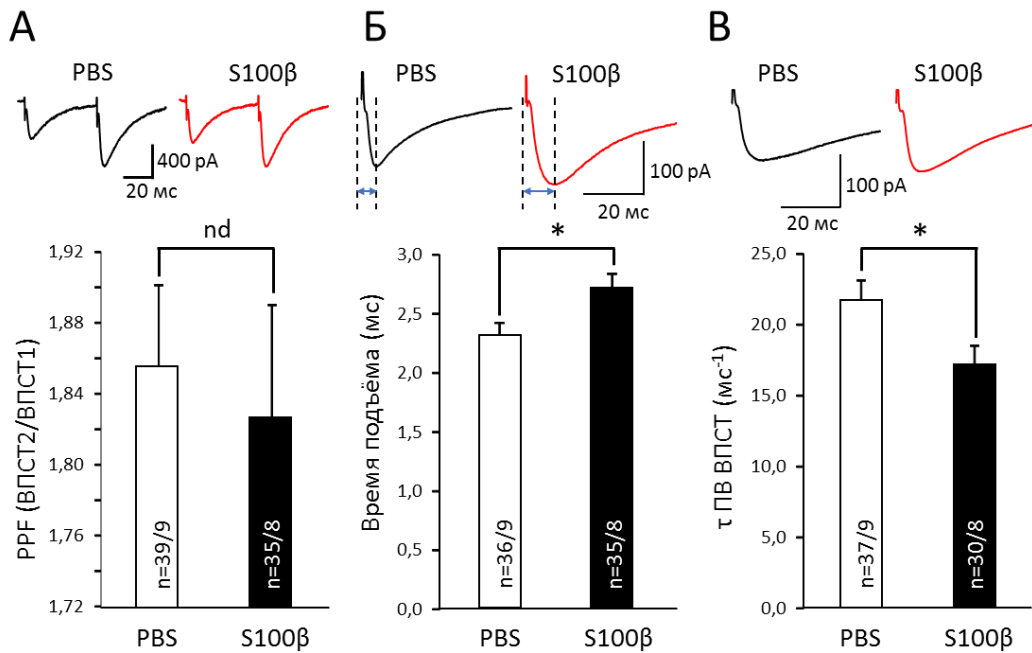 А
PBS
S100β
400 pA
20 мс
nd
PPF (ВПСТ2/ВПСТ1)
1,92
1,88
1,84
1,80
1,76
1,72
n=39/9
n=35/8
PBS
S100β
Б
PBS
S100β
100 pA
20 мс
*
Время подъёма (мс)
3,0
2,5
2,0
1,5
1,0
0,5
0,0
n=36/9
n=35/8
PBS
S100β
В
PBS
S100β
100 pA
20 мс
*
τ ПВ ВПСТ (мс-1)
25,0
20,0
15,0
10,0
5,0
0,0
n=37/9
n=30/8
PBS
S100β